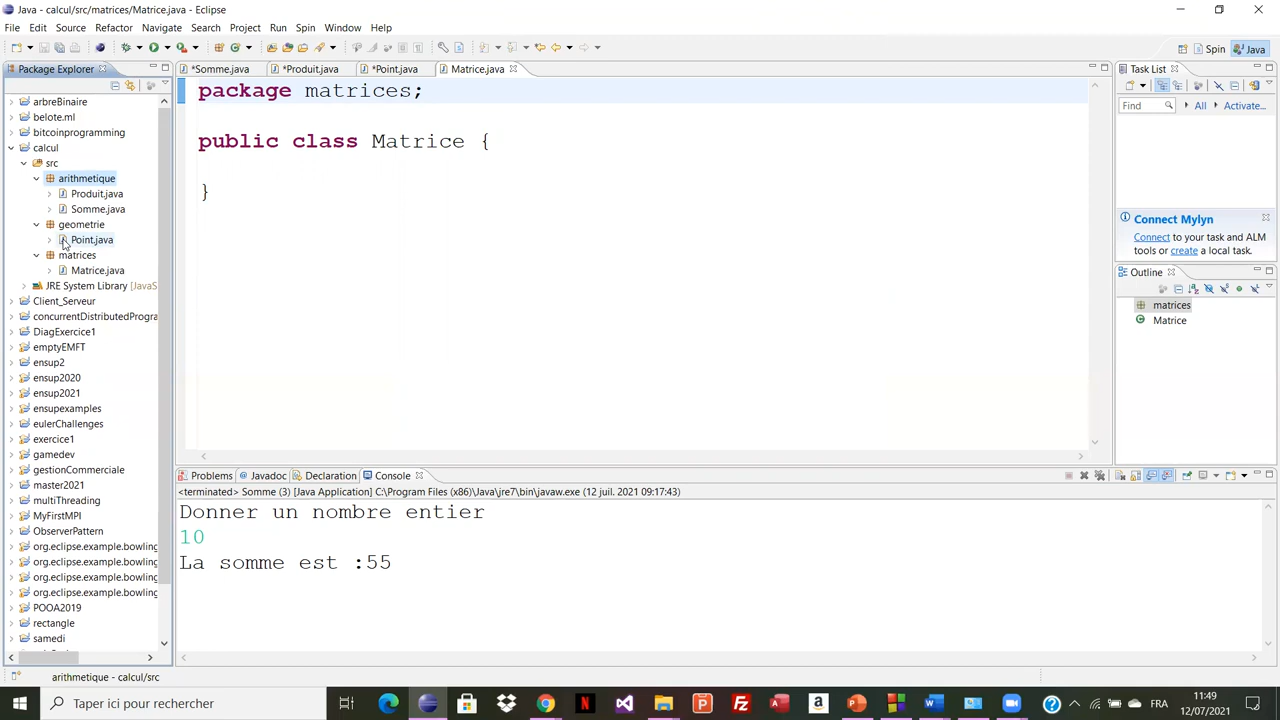 Java - calcul/src/matrices/Matrice.java - Eclipse
File Edit Source Refactor Navigate Search Project Run Spin Window Help
Spin Java
Package Explorer
*Somme.java *Produit.java *Point.java Matrice.java
Task List
Find All Activate...
arbreBinaire
belote.ml
bitcoinprogramming
calcul
src
arithmetique
Produit.java
Somme.java
geometrie
Point.java
matrices
Matrice.java
JRE System Library [JavaS
Client_Serveur
concurrentDistributedProgra
DiagExercice1
emptyEMFT
ensup2
ensup2020
ensup2021
ensupexamples
eulerChallenges
exercice1
gamedev
gestionCommerciale
master2021
multiThreading
MyFirstMPI
ObserverPattern
org.eclipse.example.bowling
org.eclipse.example.bowling
org.eclipse.example.bowling
org.eclipse.example.bowling
POOA2019
rectangle
samedi
package matrices;
public class Matrice {
}
Connect Mylyn
Connect to your task and ALM
tools or create a local task.
Outline
matrices
Matrice
Problems @ Javadoc Declaration Console
<terminated> Somme (3) [Java Application] C:\Program Files (x86)\Java\jre7\bin\javaw.exe (12 juil. 2021 09:17:43)
Donner un nombre entier
10
La somme est :55
arithmetique - calcul/src
Taper ici pour rechercher
FRA
11:49
12/07/2021